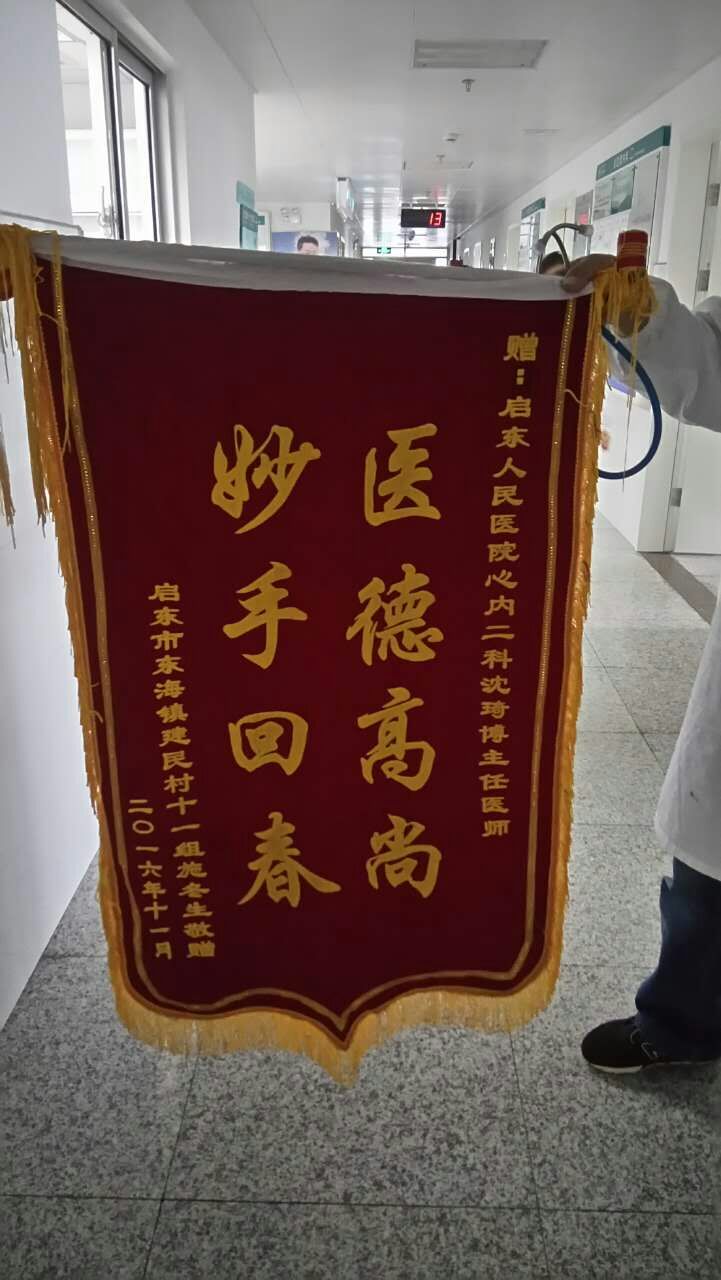 赠：启东人民医院心内二科沈琦博主任医师
医德高尚
妙手回春
启东市东海镇建民村十一组施冬生敬赠
二〇一六年十一月
13